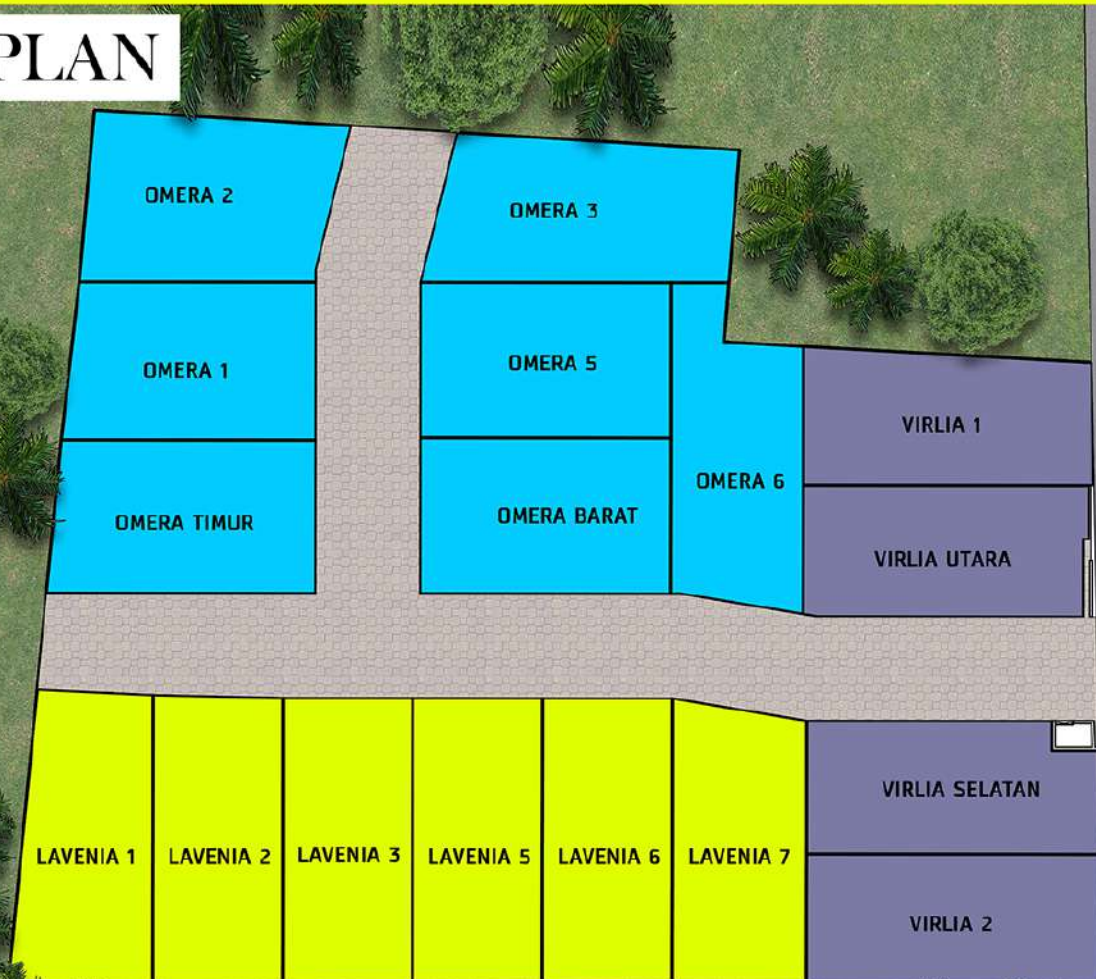 PLAN
OMERA 2
OMERA 3
OMERA 1
OMERA 5
VIRLIA 1
OMERA 6
OMERA TIMUR
OMERA BARAT
VIRLIA UTARA
VIRLIA SELATAN
LAVENIA 1
LAVENIA 2
LAVENIA 3
LAVENIA 5
LAVENIA 6
LAVENIA 7
VIRLIA 2